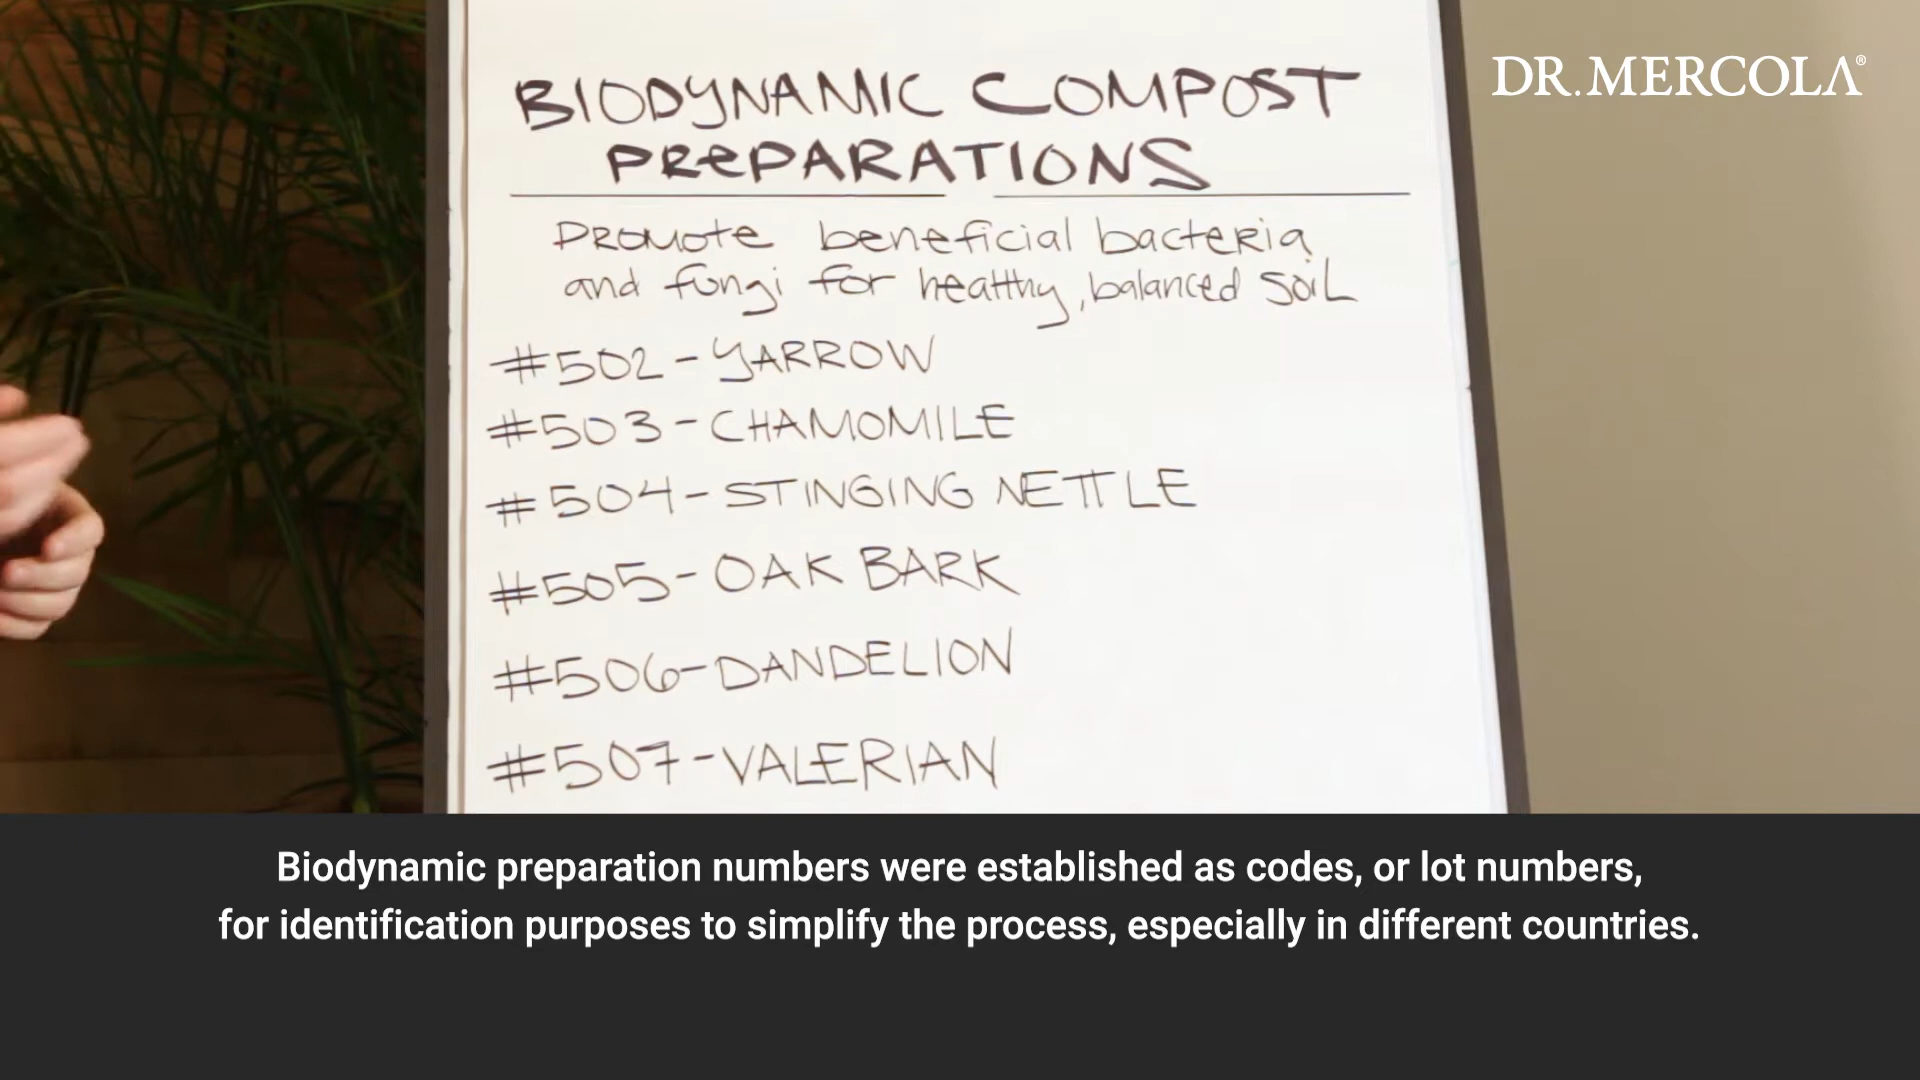 BIODYNAMIC COMPOST
PREPARATIONS
Promote beneficial bacteria
and fungi for healthy, balanced soil
#502 - YARROW
#503 - CHAMOMILE
#504 - STINGING NETTLE
#505 - OAK BARK
#506 - DANDELION
#507 - VALERIAN
DR. MERCOLA®
Biodynamic preparation numbers were established as codes, or lot numbers,
for identification purposes to simplify the process, especially in different countries.